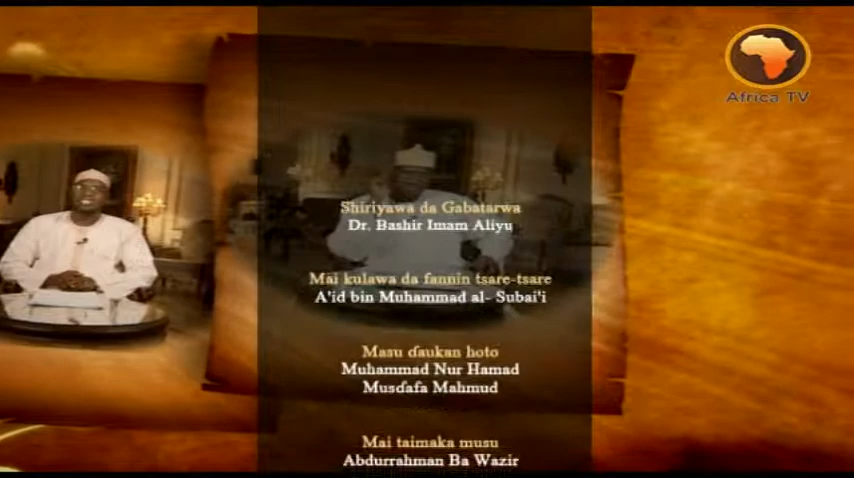 Africa TV
Shiriyawa da Gabatarwa
Dr. Bashir Imam Aliyu
Mai kulawa da fannin tsare-tsare
A'id bin Muhammad al- Subai'i
Masu ɗaukan hoto
Muhammad Nur Hamad
Musɗafa Mahmud
Mai taimaka musu
Abdurrahman Ba Wazir